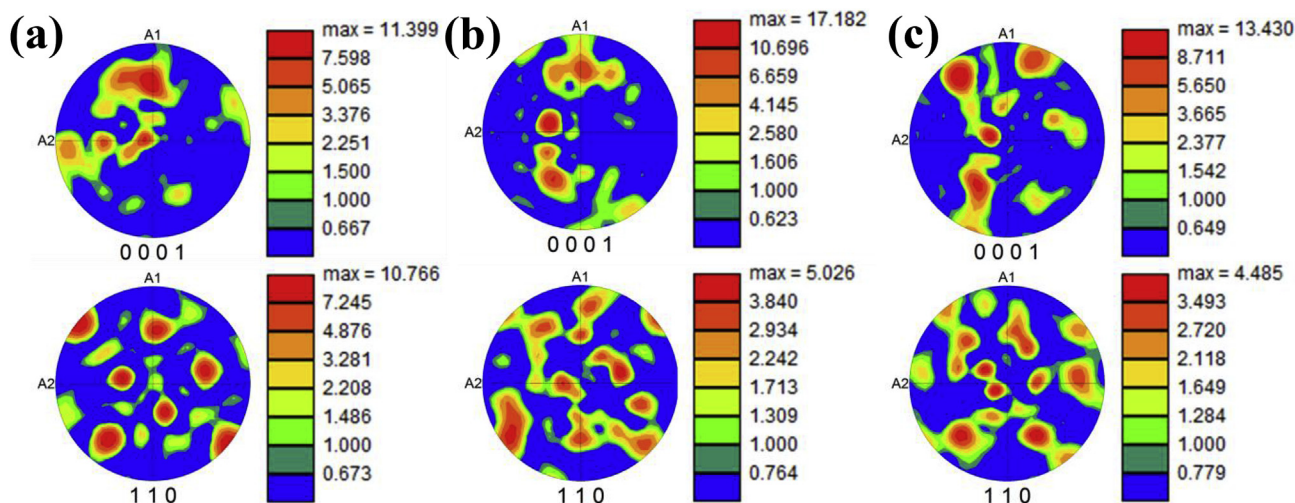 (a)
A1
A2
0 0 0 1
max = 11.399
7.598
5.065
3.376
2.251
1.500
1.000
0.667
(b)
A1
A2
0 0 0 1
max = 17.182
10.696
6.659
4.145
2.580
1.606
1.000
0.623
(c)
A1
A2
0 0 0 1
max = 13.430
8.711
5.650
3.665
2.377
1.542
1.000
0.649
A1
A2
1 1 0
max = 10.766
7.245
4.876
3.281
2.208
1.486
1.000
0.673
A1
A2
1 1 0
max = 5.026
3.840
2.934
2.242
1.713
1.309
1.000
0.764
A1
A2
1 1 0
max = 4.485
3.493
2.720
2.118
1.649
1.284
1.000
0.779